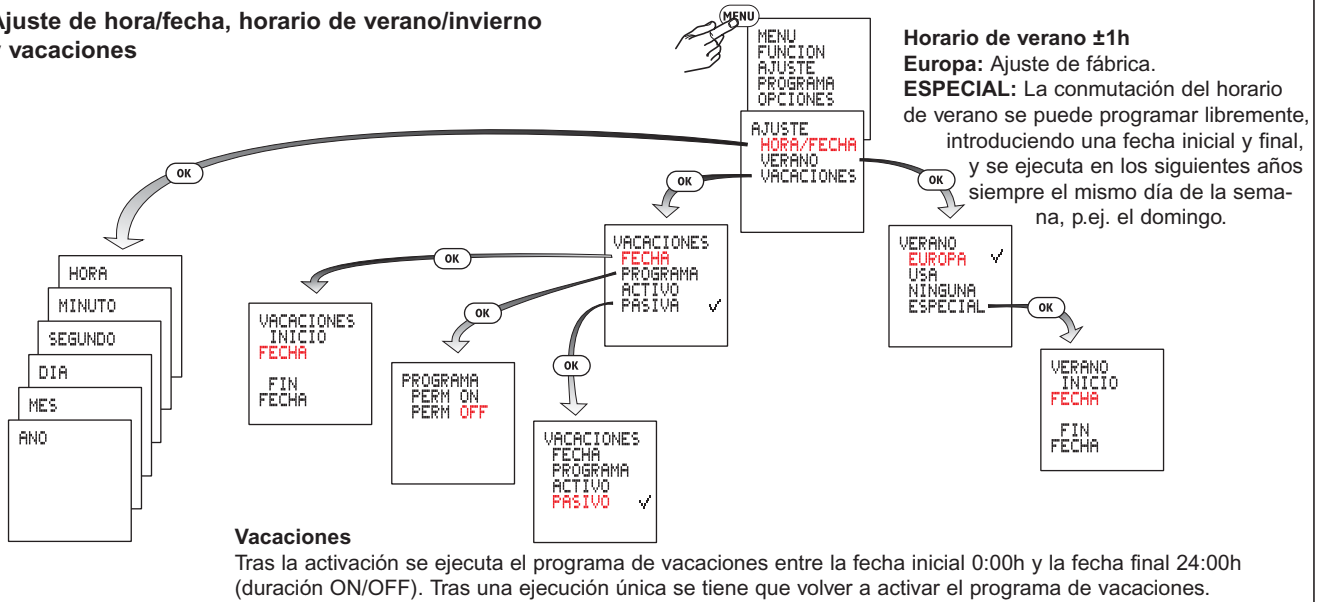 Ajuste de hora/fecha, horario de verano/invierno
y vacaciones
MENU
MENU
FUNCION
AJUSTE
PROGRAMA
OPCIONES
Horario de verano ±1h
Europa: Ajuste de fábrica.
ESPECIAL: La conmutación del horario
de verano se puede programar libremente,
introduciendo una fecha inicial y final,
y se ejecuta en los siguientes años
siempre el mismo día de la sema-
na, p.ej. el domingo.
AJUSTE
HORA/FECHA
VERANO
VACACIONES
OK
OK
OK
HORA
MINUTO
SEGUNDO
DIA
MES
ANO
VACACIONES
FECHA
PROGRAMA
ACTIVO
PASIVA ✓
OK
OK
OK
VACACIONES
INICIO
FECHA
FIN
FECHA
PROGRAMA
PERM ON
PERM OFF
VACACIONES
FECHA
PROGRAMA
ACTIVO
PASIVO ✓
VERANO
EUROPA ✓
USA
NINGUNA
ESPECIAL
OK
VERANO
INICIO
FECHA
FIN
FECHA
Vacaciones
Tras la activación se ejecuta el programa de vacaciones entre la fecha inicial 0:00h y la fecha final 24:00h
(duración ON/OFF). Tras una ejecución única se tiene que volver a activar el programa de vacaciones.